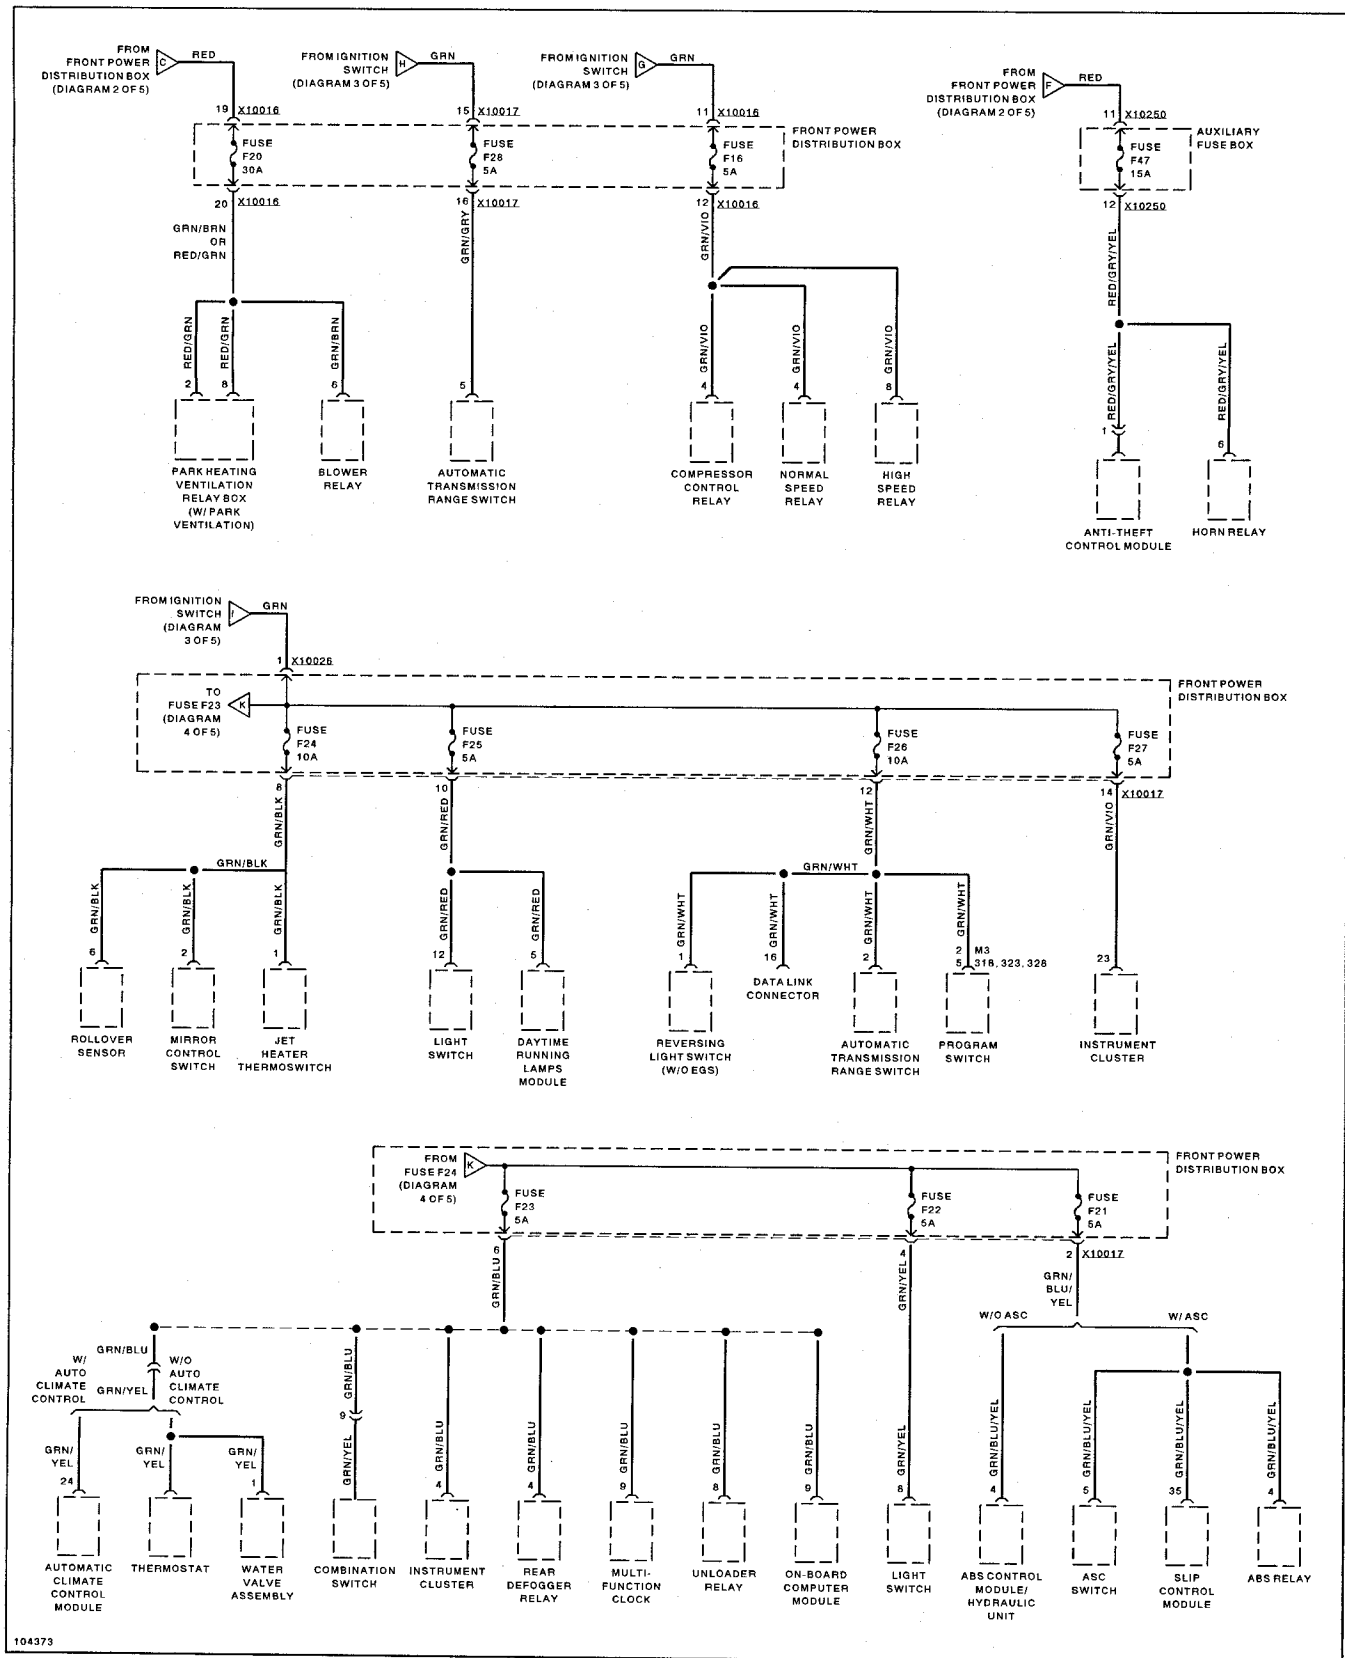 FROM
FRONT POWER
DISTRIBUTION BOX
(DIAGRAM 2 OF 5)
C
RED
FROM IGNITION
SWITCH
(DIAGRAM 3 OF 5)
H
GRN
FROM IGNITION
SWITCH
(DIAGRAM 3 OF 5)
G
GRN
FROM
FRONT POWER
DISTRIBUTION BOX
(DIAGRAM 2 OF 5)
F
RED
19 X10016
15 X10017
11 X10016
11 X10250
FUSE
F20
30A
FUSE
F28
5A
FUSE
F16
5A
FRONT POWER
DISTRIBUTION BOX
FUSE
F47
15A
AUXILIARY
FUSE BOX
20 X10016
16 X10017
12 X10016
12 X10250
GRN/BRN
OR
RED/GRN
GRN/GRY
GRN/VIO
RED/GRY/YEL
RED/GRN
RED/GRN
GRN/BRN
GRN/VIO
GRN/VIO
GRN/VIO
RED/GRY/YEL
RED/GRY/YEL
2
8
6
5
4
4
8
1
6
PARK HEATING
VENTILATION
RELAY BOX
(W/ PARK
VENTILATION)
BLOWER
RELAY
AUTOMATIC
TRANSMISSION
RANGE SWITCH
COMPRESSOR
CONTROL
RELAY
NORMAL
SPEED
RELAY
HIGH
SPEED
RELAY
ANTI-THEFT
CONTROL MODULE
HORN RELAY
FROM IGNITION
SWITCH
(DIAGRAM
3 OF 5)
I
GRN
1 X10026
TO
FUSE F23
(DIAGRAM
4 OF 5)
K
FUSE
F24
10A
FUSE
F25
5A
FUSE
F26
10A
FUSE
F27
5A
FRONT POWER
DISTRIBUTION BOX
8
10
12
14 X10017
GRN/BLK
GRN/RED
GRN/WHT
GRN/VIO
GRN/BLK
GRN/WHT
GRN/BLK
GRN/BLK
GRN/BLK
GRN/RED
GRN/RED
GRN/WHT
GRN/WHT
GRN/WHT
GRN/WHT
6
2
1
12
5
1
16
2
2 M3
5 318, 323, 328
23
ROLLOVER
SENSOR
MIRROR
CONTROL
SWITCH
JET
HEATER
THERMOSWITCH
LIGHT
SWITCH
DAYTIME
RUNNING
LAMPS
MODULE
REVERSING
LIGHT SWITCH
(W/O EGS)
DATA LINK
CONNECTOR
AUTOMATIC
TRANSMISSION
RANGE SWITCH
PROGRAM
SWITCH
INSTRUMENT
CLUSTER
FROM
FUSE F24
(DIAGRAM
4 OF 5)
K
FUSE
F23
5A
FUSE
F22
5A
FUSE
F21
5A
FRONT POWER
DISTRIBUTION BOX
6
4
2 X10017
GRN/BLU
GRN/YEL
GRN/
BLU/
YEL
W/O ASC
W/ ASC
W/
AUTO
CLIMATE
CONTROL
GRN/BLU
GRN/YEL
W/O
AUTO
CLIMATE
CONTROL
GRN/BLU
9
GRN/YEL
GRN/
YEL
GRN/
YEL
GRN/
YEL
GRN/BLU
GRN/BLU
GRN/BLU
GRN/BLU
GRN/BLU
GRN/YEL
GRN/BLU/YEL
GRN/BLU/YEL
GRN/BLU/YEL
GRN/BLU/YEL
24
1
4
4
9
8
9
8
4
5
35
4
AUTOMATIC
CLIMATE
CONTROL
MODULE
THERMOSTAT
WATER
VALVE
ASSEMBLY
COMBINATION
SWITCH
INSTRUMENT
CLUSTER
REAR
DEFOGGER
RELAY
MULTI-
FUNCTION
CLOCK
UNLOADER
RELAY
ON-BOARD
COMPUTER
MODULE
LIGHT
SWITCH
ABS CONTROL
MODULE/
HYDRAULIC
UNIT
ASC
SWITCH
SLIP
CONTROL
MODULE
ABS RELAY
104373